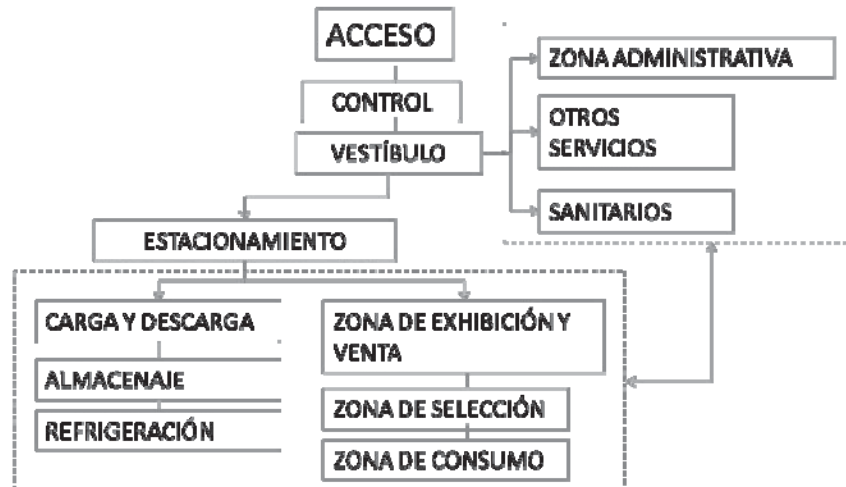 ACCESO
CONTROL
VESTÍBULO
ZONA ADMINISTRATIVA
OTROS
SERVICIOS
SANITARIOS
ESTACIONAMIENTO
CARGA Y DESCARGA
ALMACENAJE
REFRIGERACIÓN
ZONA DE EXHIBICIÓN Y
VENTA
ZONA DE SELECCIÓN
ZONA DE CONSUMO